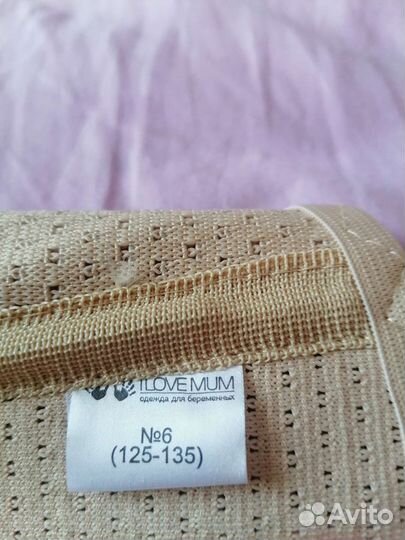 I LOVE MUM
одежда для беременных
№6
(125-135)
Avito